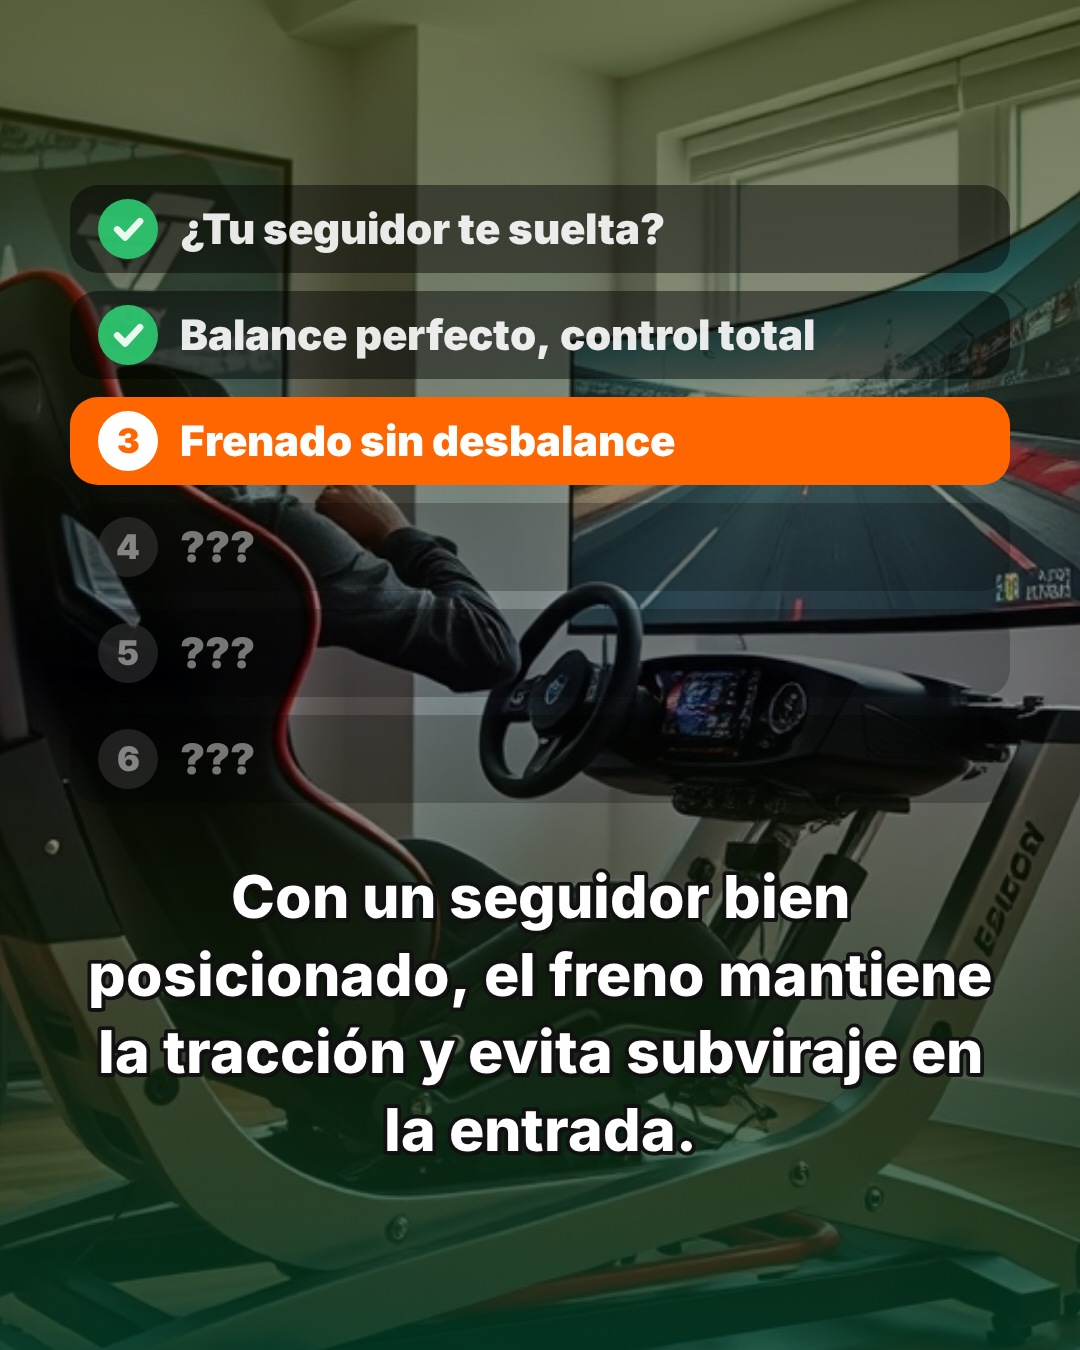 ¿Tu seguidor te suelta?
Balance perfecto, control total
3 Frenado sin desbalance
4 ???
5 ???
6 ???
Con un seguidor bien
posicionado, el freno mantiene
la tracción y evita subviraje en
la entrada.